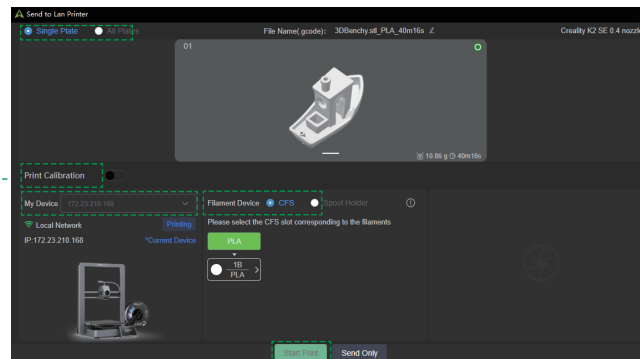 Send to Lan Printer
Single Plate All Plates File Name(.gcode): 3DBenchy.stl_PLA_40m16s Creality K2 SE 0.4 nozzle
01
10.86 g 40m16s
Print Calibration
My Device 172.23.210.168 Filament Device CFS Spool Holder
Local Network Printing Please select the CFS slot corresponding to the filaments
IP:172.23.210.168 *Current Device PLA
1B
PLA
Start Print Send Only